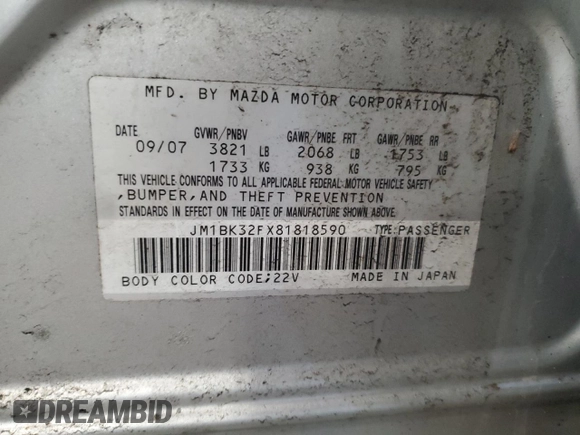 MFD. BY MAZDA MOTOR CORPORATION
DATE GVWR/PNBV GAWR/PNBE FRT GAWR/PNBE RR
09/07 3821 LB 2068 LB 1753 LB
1733 KG 938 KG 795 KG
THIS VEHICLE CONFORMS TO ALL APPLICABLE FEDERAL MOTOR VEHICLE SAFETY
,BUMPER,AND THEFT PREVENTION
STANDARDS IN EFFECT ON THE DATE OF MANUFACTURE SHOWN ABOVE.
JM1BK32FX81818590 TYPE:PASSENGER
BODY COLOR CODE;22V MADE IN JAPAN
DREAMBID